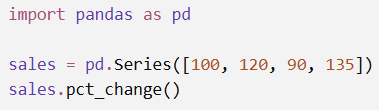 import pandas as pd
sales = pd.Series([100, 120, 90, 135])
sales.pct_change()